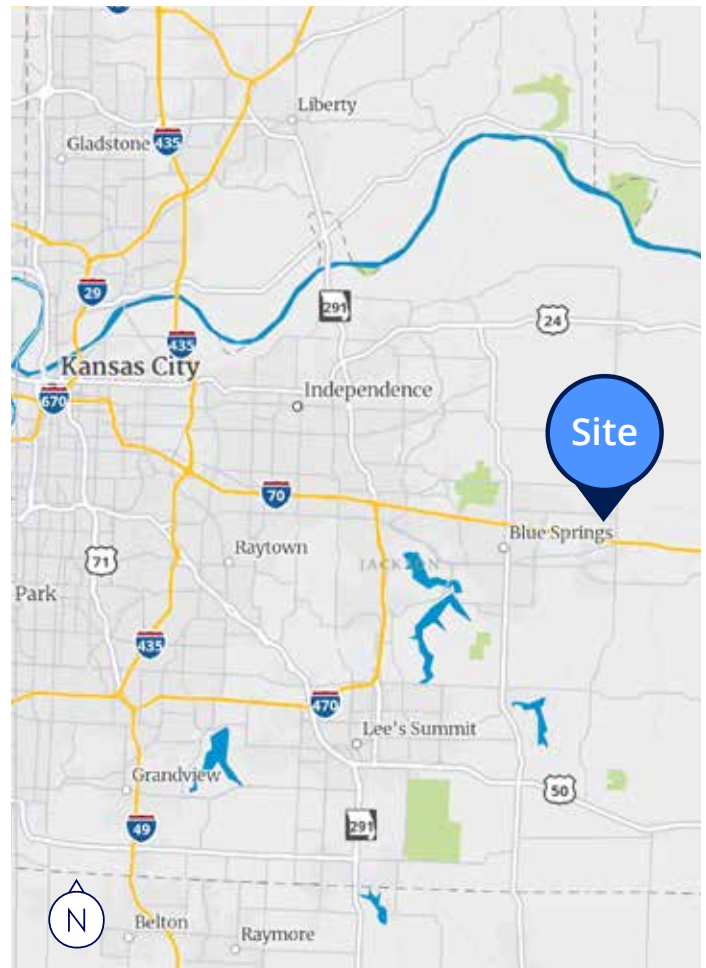 Liberty
Gladstone
435
29
291
24
435
Kansas City
Independence
670
Site
70
Blue Springs
Raytown
71
JACKSON
Park
435
470
Lee's Summit
Grandview
50
49
291
N
Belton
Raymore